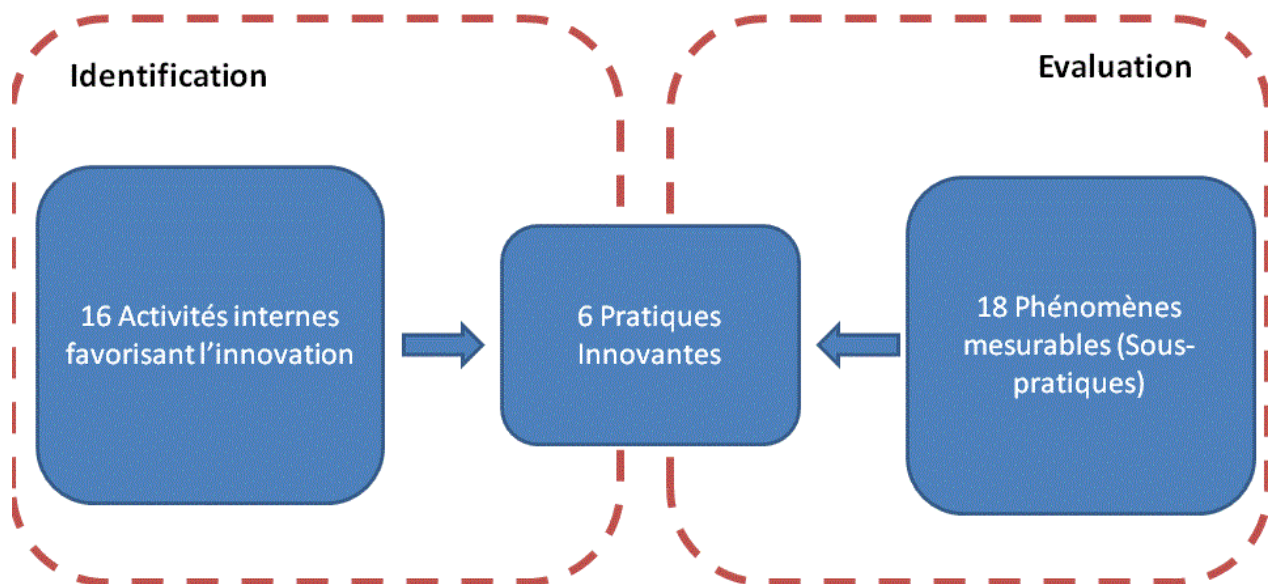 Identification
Evaluation
16 Activités internes
favorisant l’innovation
6 Pratiques
Innovantes
18 Phénomènes
mesurables (Sous-
pratiques)